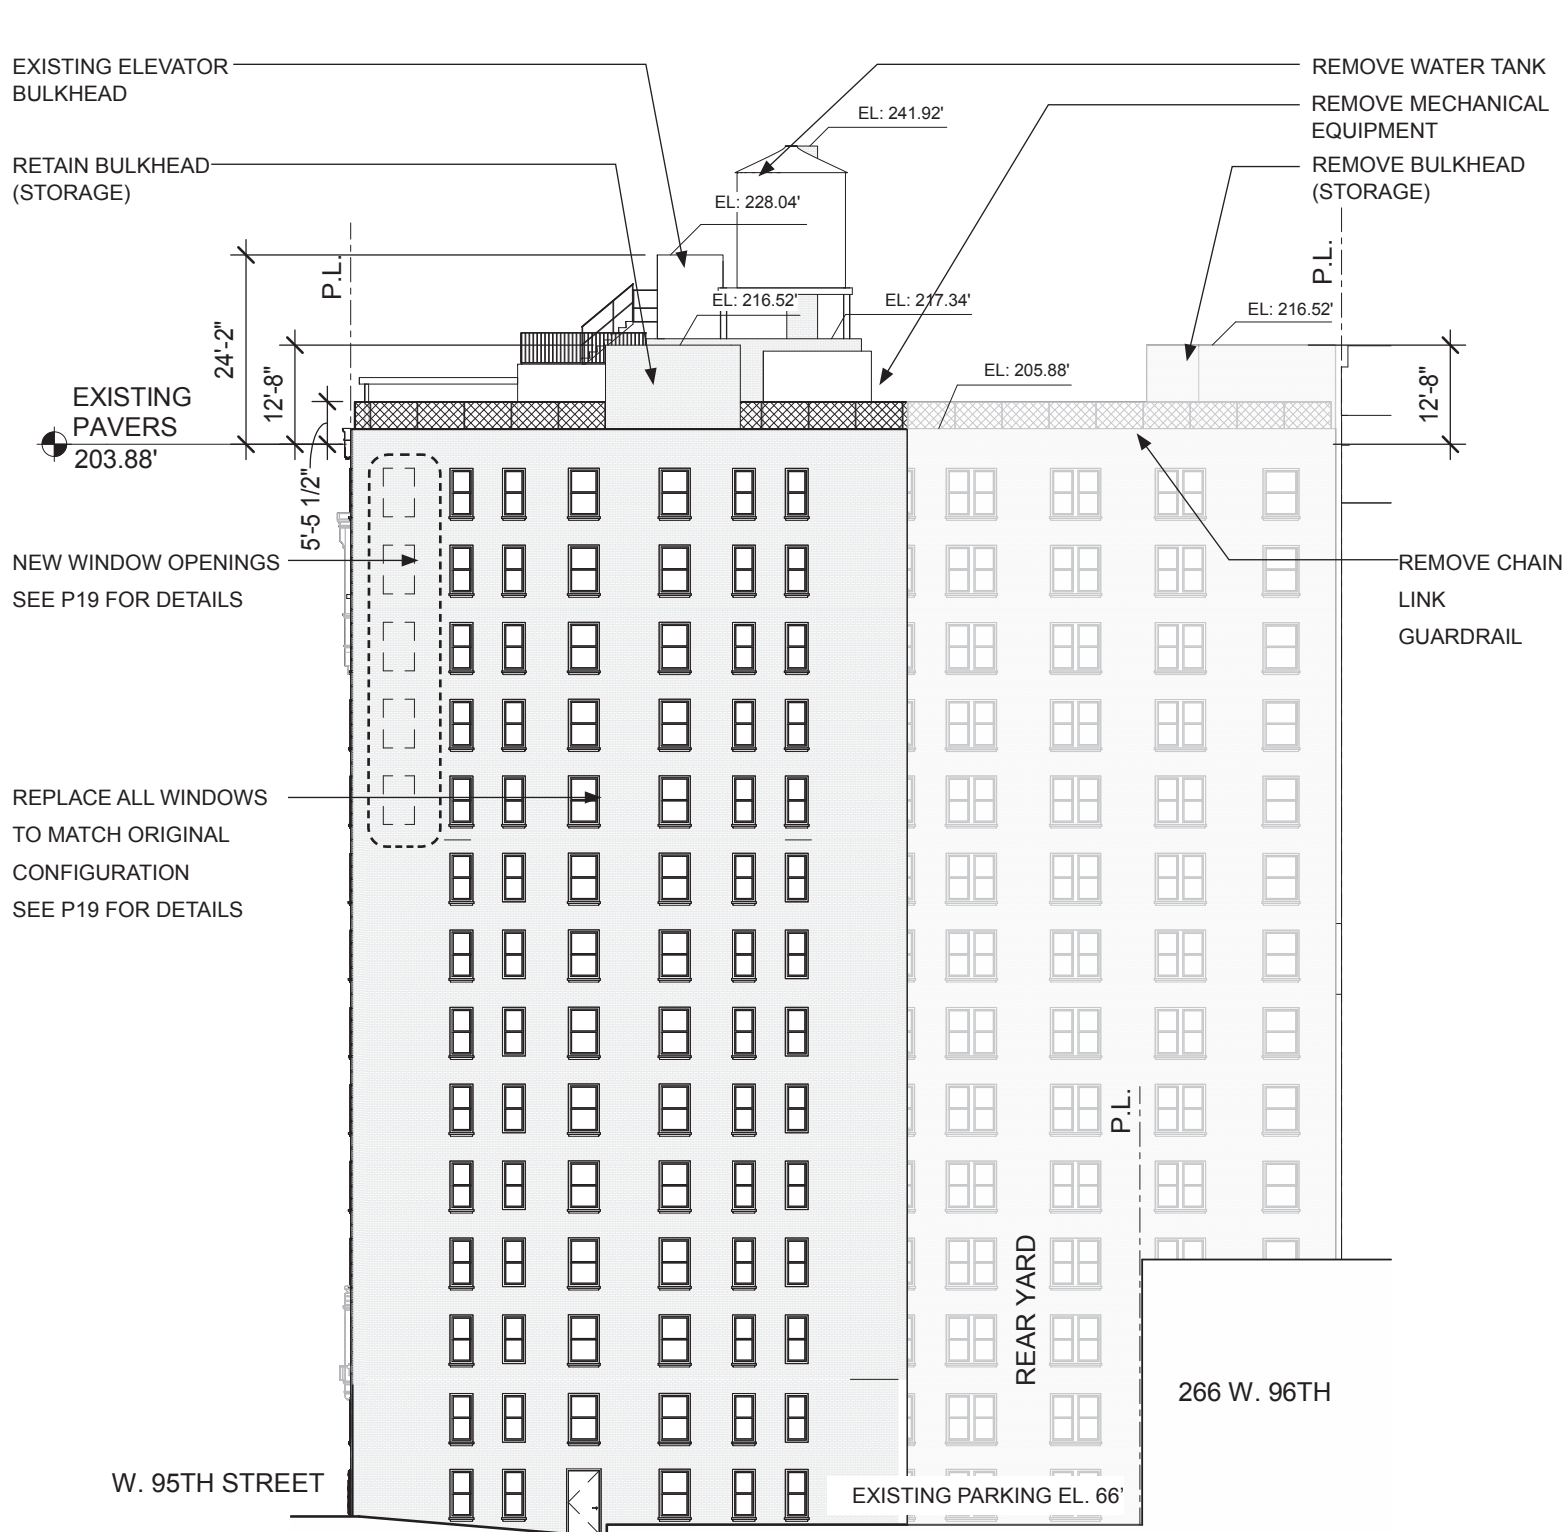 EXISTING ELEVATOR
BULKHEAD
REMOVE WATER TANK
REMOVE MECHANICAL
EQUIPMENT
EL: 241.92'
RETAIN BULKHEAD
(STORAGE)
REMOVE BULKHEAD
(STORAGE)
EL: 228.04'
P.L.
P.L.
EL: 216.52'
EL: 217.34'
EL: 216.52'
24'-2"
12'-8"
12'-8"
EL: 205.88'
EXISTING
PAVERS
203.88'
5'-5 1/2"
NEW WINDOW OPENINGS
SEE P19 FOR DETAILS
REMOVE CHAIN
LINK
GUARDRAIL
REPLACE ALL WINDOWS
TO MATCH ORIGINAL
CONFIGURATION
SEE P19 FOR DETAILS
P.L.
REAR YARD
266 W. 96TH
W. 95TH STREET
EXISTING PARKING EL. 66'